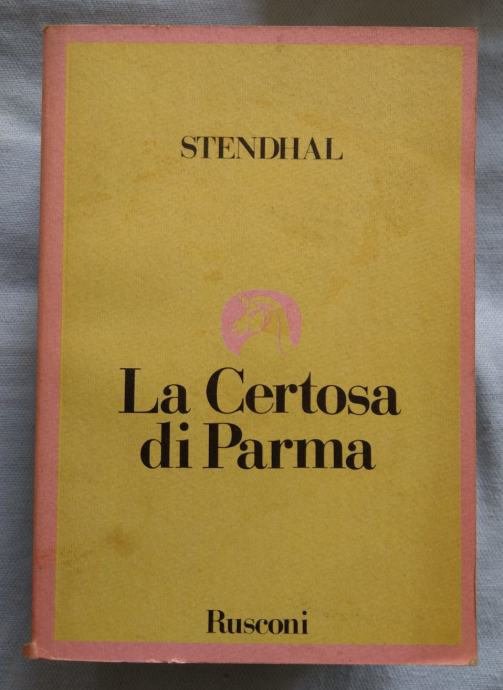 STENDHAL
La Certosa
di Parma
Rusconi